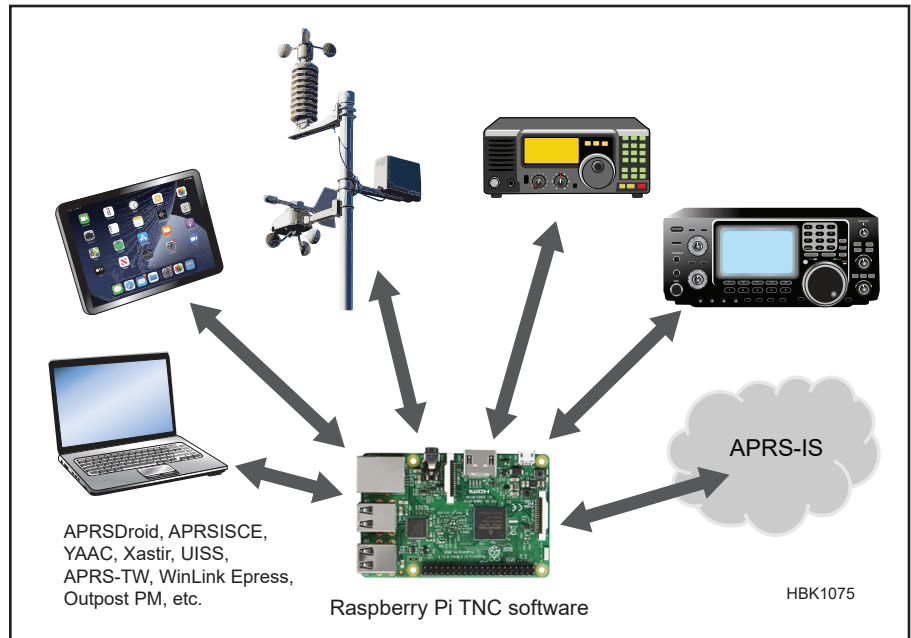 APRS-IS
HDMI
APRSDroid, APRSISCE,
YAAC, Xastir, UISS,
APRS-TW, WinLink Epress,
Outpost PM, etc.
Raspberry Pi TNC software
HBK1075